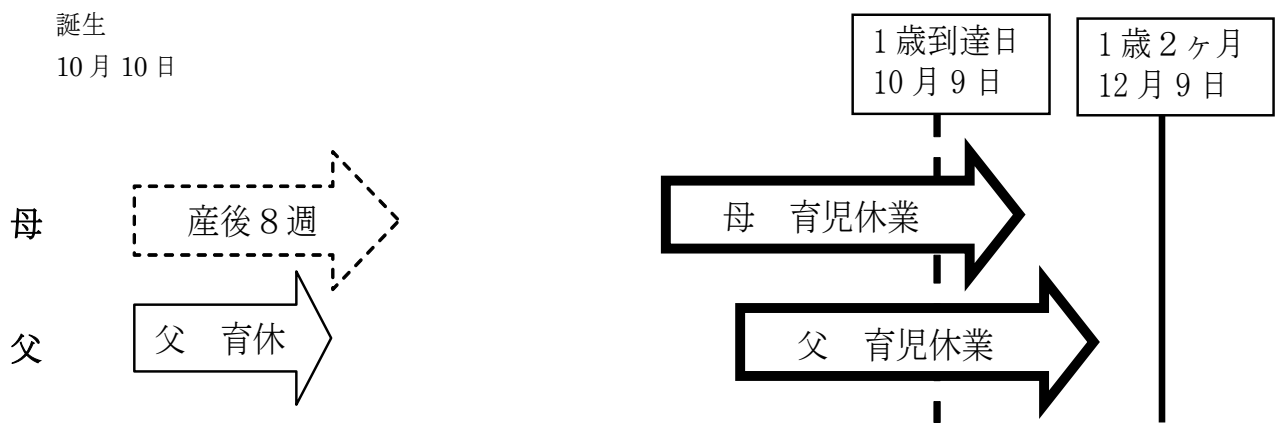 誕生
10月10日
1歳到達日
10月9日
1歳2ヶ月
12月9日
母
産後8週
母 育児休業
父
父 育休
父 育児休業